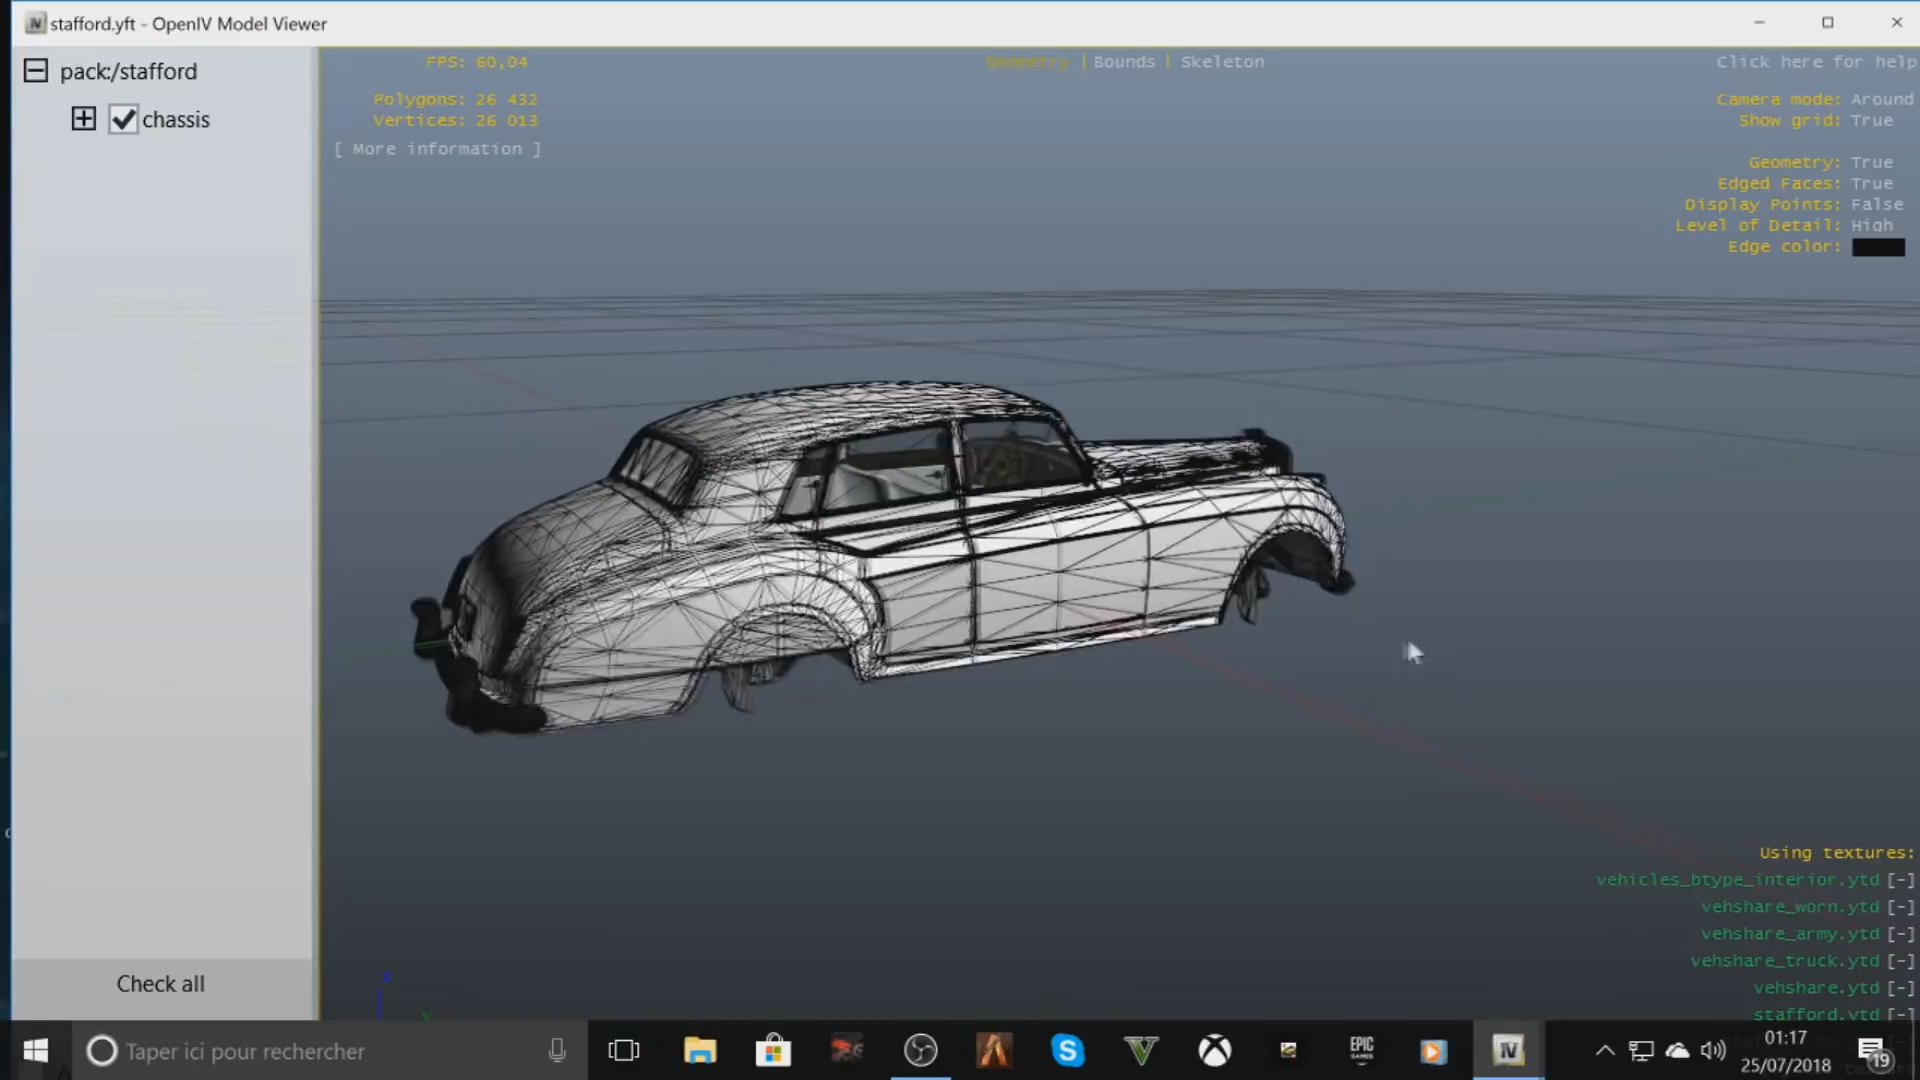 stafford.yft - OpenIV Model Viewer
pack:/stafford
chassis
FPS: 60,04
Polygons: 26 432
Vertices: 26 013
[ More information ]
Geometry | Bounds | Skeleton
Click here for help
Camera mode: Around
Show grid: True
Geometry: True
Edged Faces: True
Display Points: False
Level of Detail: High
Edge color:
Using textures:
vehicles_btype_interior.ytd [-]
vehshare_worn.ytd [-]
vehshare_army.ytd [-]
vehshare_truck.ytd [-]
vehshare.ytd [-]
stafford.ytd [-]
Check all
Taper ici pour rechercher
EPIC
GAMES
IV
01:17
25/07/2018
19